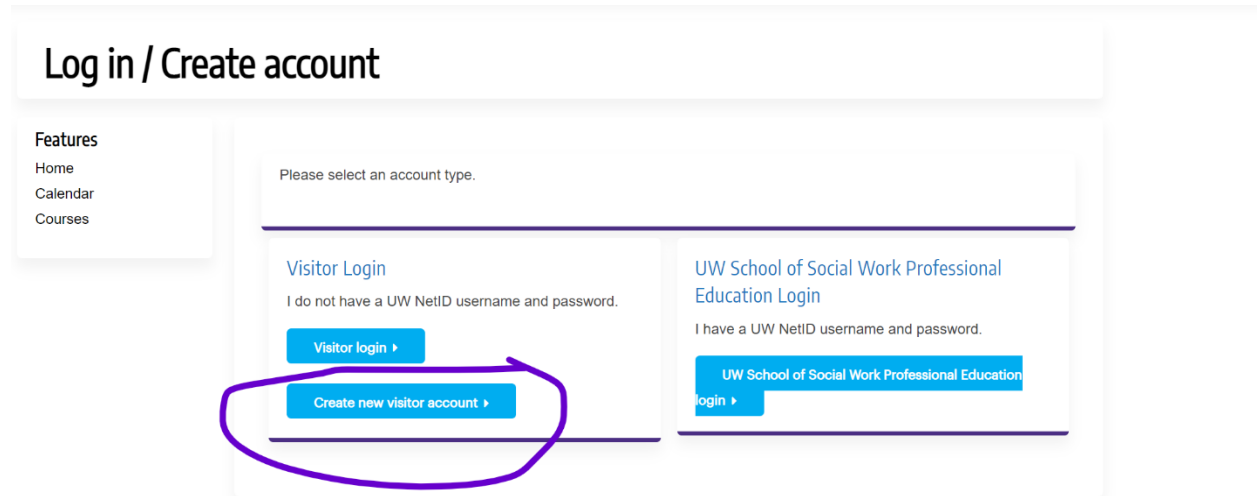 Log in / Create account
Features
Home
Calendar
Courses
Please select an account type.
Visitor Login
I do not have a UW NetID username and password.
Visitor login
Create new visitor account
UW School of Social Work Professional
Education Login
I have a UW NetID username and password.
UW School of Social Work Professional Education
login